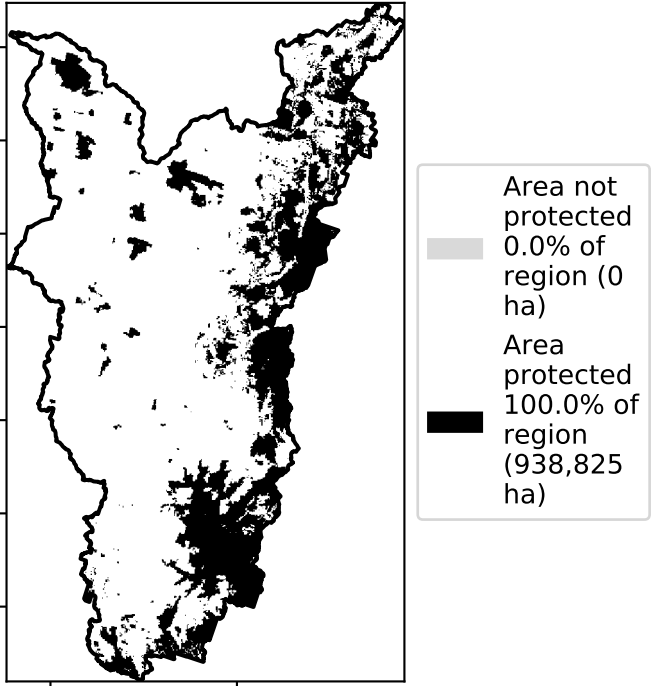 Area not
protected
0.0% of
region (0
ha)
Area
protected
100.0% of
region
(938,825
ha)